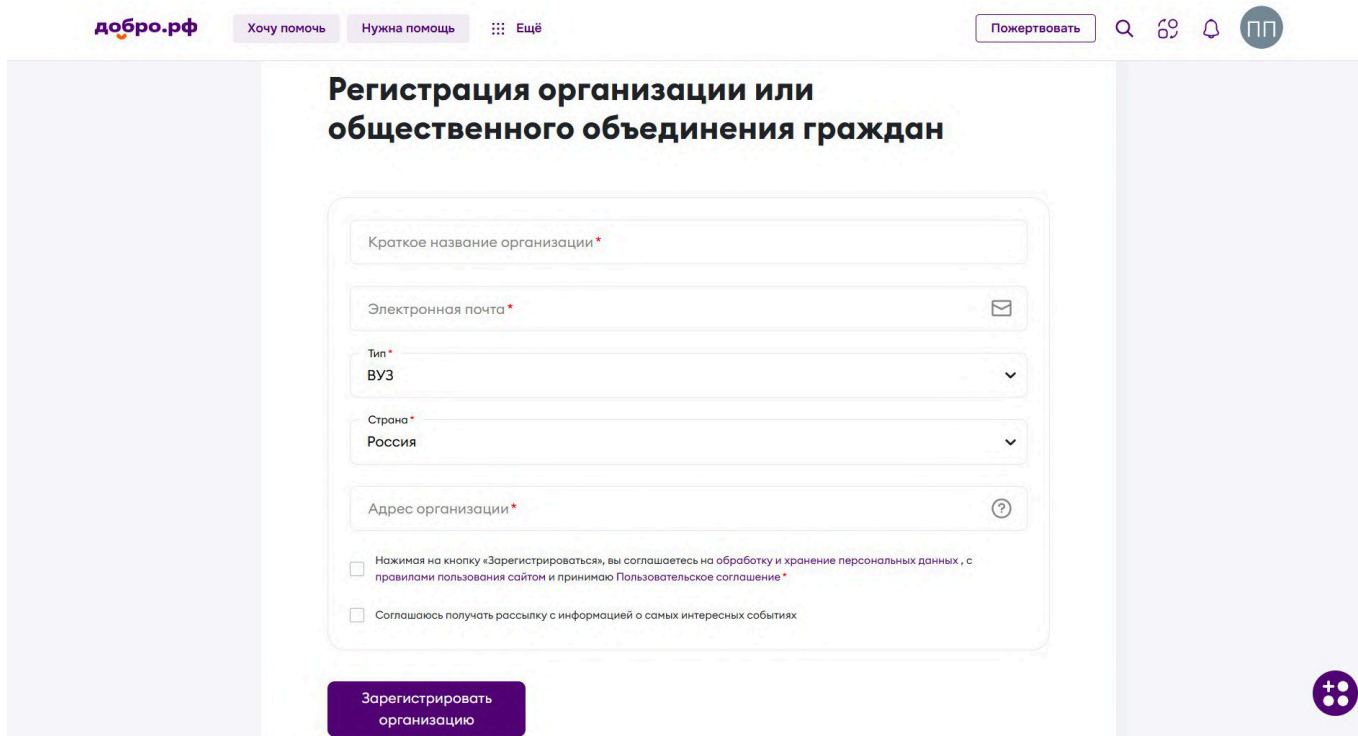 добро.рф
Хочу помочь
Нужна помощь
Ещё
Пожертвовать
ПП
Регистрация организации или
общественного объединения граждан
Краткое название организации *
Электронная почта *
Тип *
ВУЗ
Страна *
Россия
Адрес организации *
Нажимая на кнопку «Зарегистрироваться», вы соглашаетесь на обработку и хранение персональных данных , с
правилами пользования сайтом и принимаю Пользовательское соглашение *
Соглашаюсь получать рассылку с информацией о самых интересных событиях
Зарегистрировать
организацию